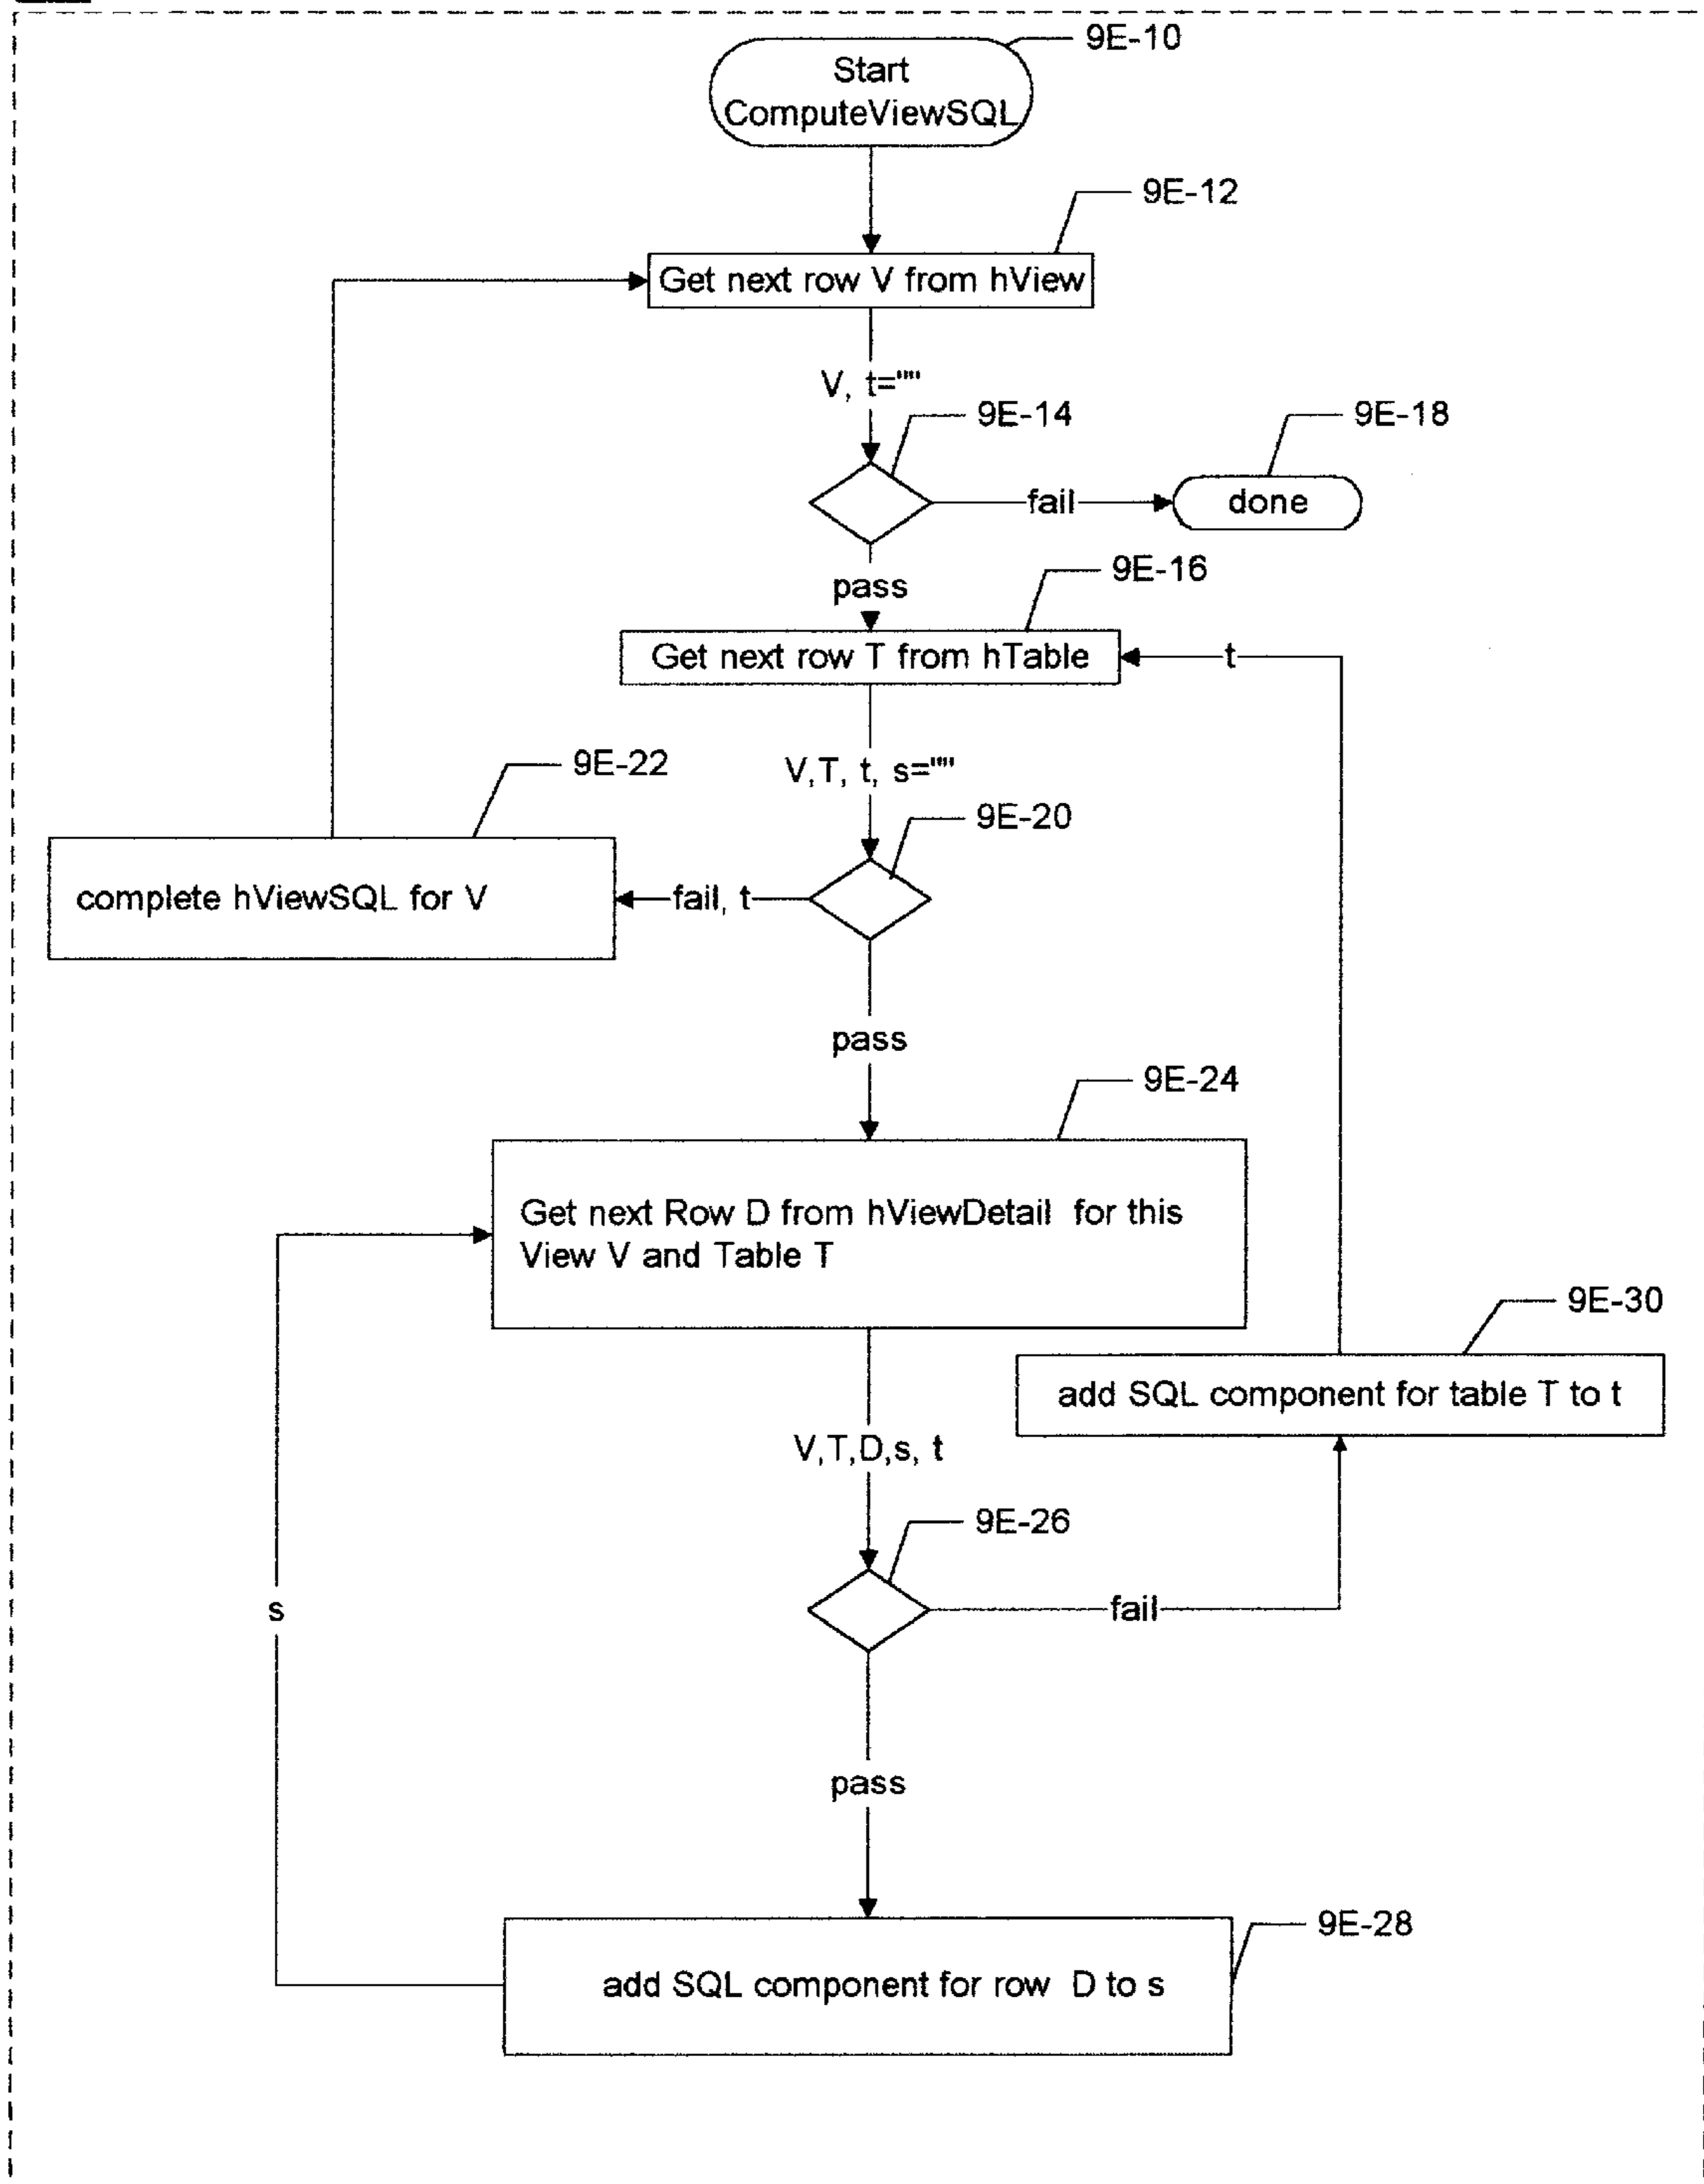 9E-10
Start
ComputeViewSQL
9E-12
Get next row V from hView
V, t=""
9E-14
9E-18
fail
done
pass
9E-16
Get next row T from hTable
t
9E-22
V,T, t, s=""
9E-20
complete hViewSQL for V
fail, t
pass
9E-24
Get next Row D from hViewDetail  for this
View V and Table T
9E-30
add SQL component for table T to t
V,T,D,s, t
9E-26
s
fail
pass
9E-28
add SQL component for row  D to s